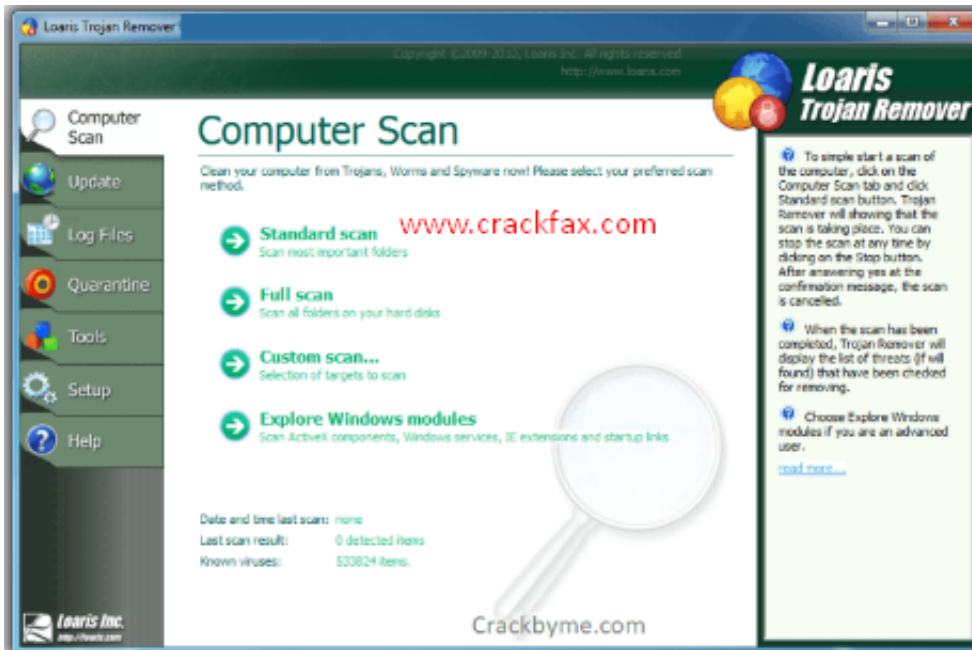 Loaris Trojan Remover
Copyright ©2009-2012, Loaris Inc. All rights reserved
http://www.loaris.com
Loaris
Trojan Remover
Computer
Scan
Update
Log Files
Quarantine
Tools
Setup
Help
Loaris Inc.
http://loaris.com
Computer Scan
Clean your computer from Trojans, Worms and Spyware now! Please select your preferred scan
method.
www.crackfax.com
Standard scan
Scan most important folders
Full scan
Scan all folders on your hard disks
Custom scan...
Selection of targets to scan
Explore Windows modules
Scan ActiveX components, Windows services, IE extensions and startup links
Date and time last scan: none
Last scan result: 0 detected items
Known viruses: 533824 items.
Crackbyme.com
To simple start a scan of
the computer, click on the
Computer Scan tab and click
Standard scan button. Trojan
Remover will showing that the
scan is taking place. You can
stop the scan at any time by
clicking on the Stop button.
After answering yes at the
confirmation message, the scan
is cancelled.
When the scan has been
completed, Trojan Remover will
display the list of threats (if will
found) that have been checked
for removing.
Choose Explore Windows
modules if you are an advanced
user.
read more...